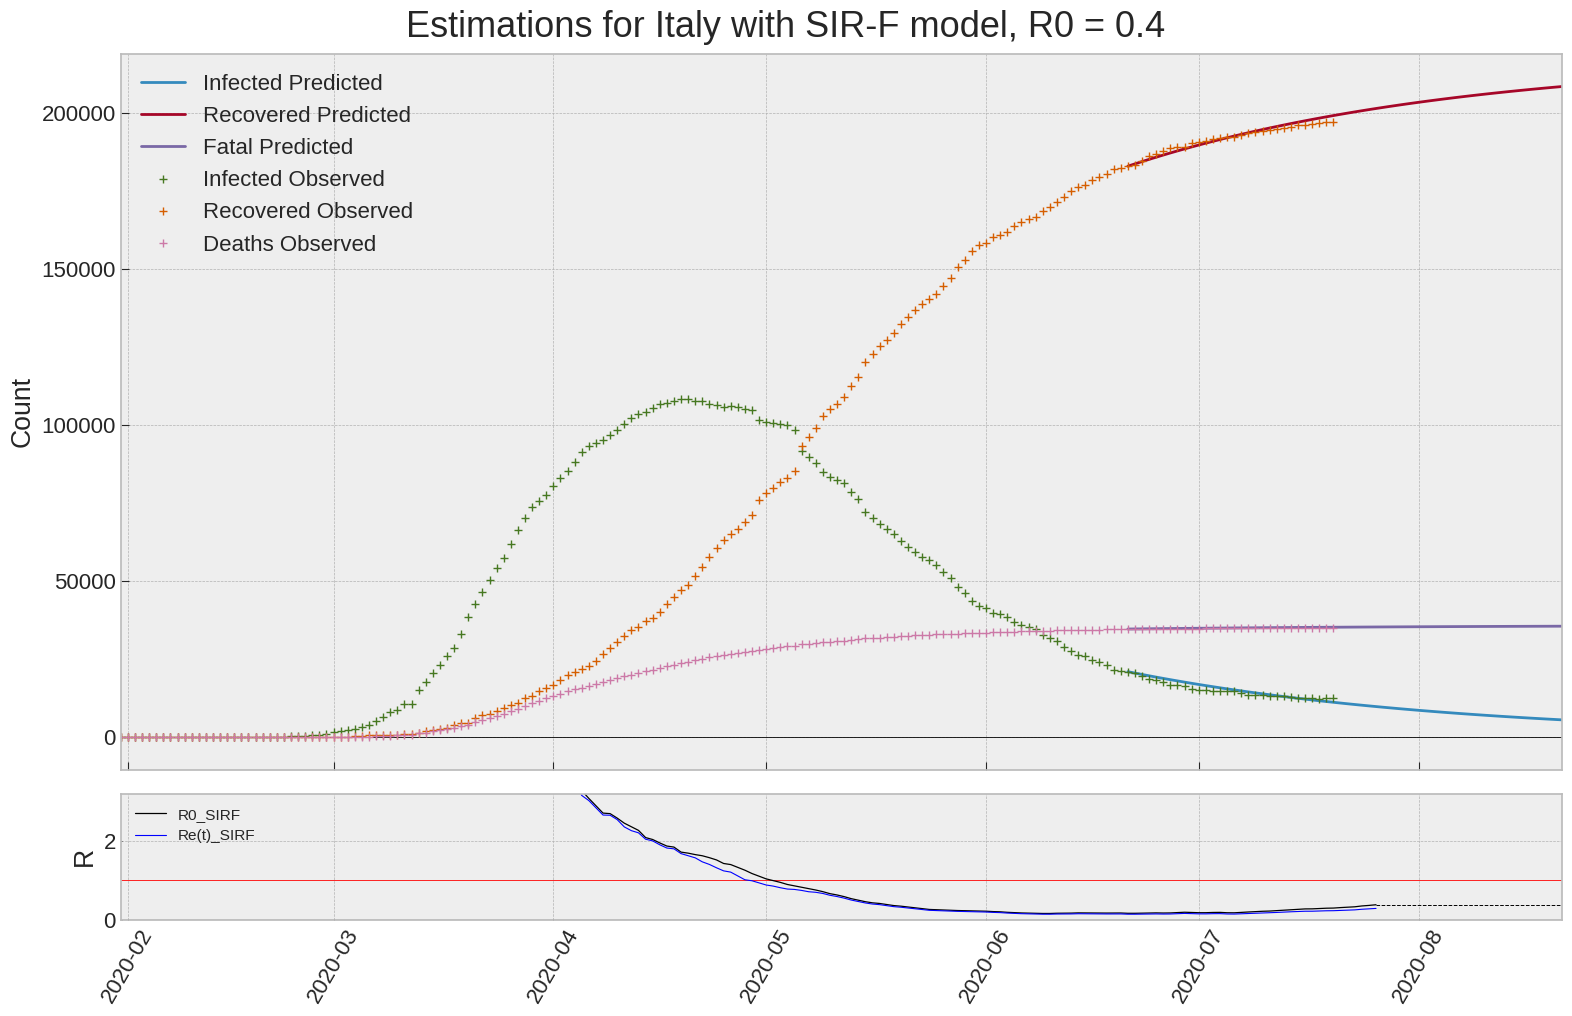 Estimations for Italy with SIR-F model, R0 = 0.4
Infected Predicted
Recovered Predicted
Fatal Predicted
Infected Observed
Recovered Observed
Deaths Observed
200000
150000
100000
50000
0
Count
R0_SIRF
Re(t)_SIRF
2
0
R
2020-02
2020-03
2020-04
2020-05
2020-06
2020-07
2020-08